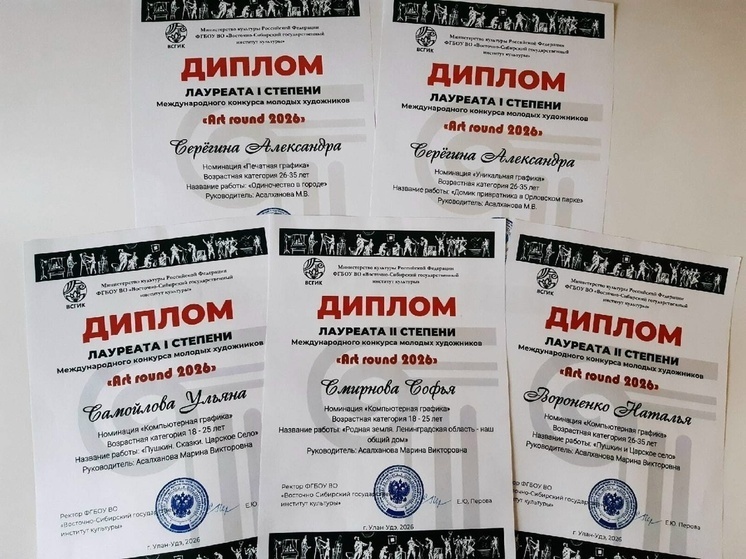 ВСГИК
Министерство культуры Российской Федерации
ФГБОУ ВО «Восточно-Сибирский государственный
институт культуры»
ДИПЛОМ
ЛАУРЕАТА I СТЕПЕНИ
Международного конкурса молодых художников
«Art round 2026»
Серёгина Александра
Номинация «Печатная графика»
Возрастная категория 26-35 лет
Название работы: «Одиночество в городе»
Руководитель: Асалханова М.В.
ВСГИК
Министерство культуры Российской Федерации
ФГБОУ ВО «Восточно-Сибирский государственный
институт культуры»
ДИПЛОМ
ЛАУРЕАТА I СТЕПЕНИ
Международного конкурса молодых художников
«Art round 2026»
Серёгина Александра
Номинация «Уникальная графика»
Возрастная категория 26-35 лет
Название работы: «Домик привратника в Орловском парке»
Руководитель: Асалханова М.В.
ВСГИК
Министерство культуры Российской Федерации
ФГБОУ ВО «Восточно-Сибирский государственный
институт культуры»
ДИПЛОМ
ЛАУРЕАТА I СТЕПЕНИ
Международного конкурса молодых художников
«Art round 2026»
Самойлова Ульяна
Номинация «Компьютерная графика»
Возрастная категория 18 - 25 лет
Название работы: «Пушкин. Сказки. Царское Село»
Руководитель: Асалханова Марина Викторовна
Ректор ФГБОУ ВО
«Восточно-Сибирский государственный
институт культуры»
Е.Ю.
г. Улан-Удэ, 2026
ВСГИК
Министерство культуры Российской Федерации
ФГБОУ ВО «Восточно-Сибирский государственный
институт культуры»
ДИПЛОМ
ЛАУРЕАТА II СТЕПЕНИ
Международного конкурса молодых художников
«Art round 2026»
Смирнова Софья
Номинация «Компьютерная графика»
Возрастная категория 18 - 25 лет
Название работы: «Родная земля. Ленинградская область - наш
общий дом»
Руководитель: Асалханова Марина Викторовна
Ректор ФГБОУ ВО
«Восточно-Сибирский государственный
институт культуры»
Е.Ю. Перова
г. Улан-Удэ, 2026
ВСГИК
Министерство культуры Российской Федерации
ФГБОУ ВО «Восточно-Сибирский государственный
институт культуры»
ДИПЛОМ
ЛАУРЕАТА II СТЕПЕНИ
Международного конкурса молодых художников
«Art round 2026»
Вороненко Наталья
Номинация «Компьютерная графика»
Возрастная категория 26-35 лет
Название работы: «Пушкин и Царское село»
Руководитель: Асалханова Марина Викторовна
Ректор ФГБОУ ВО
«Восточно-Сибирский государственный
институт культуры»
Е.Ю. Перова
г. Улан-Удэ, 2026